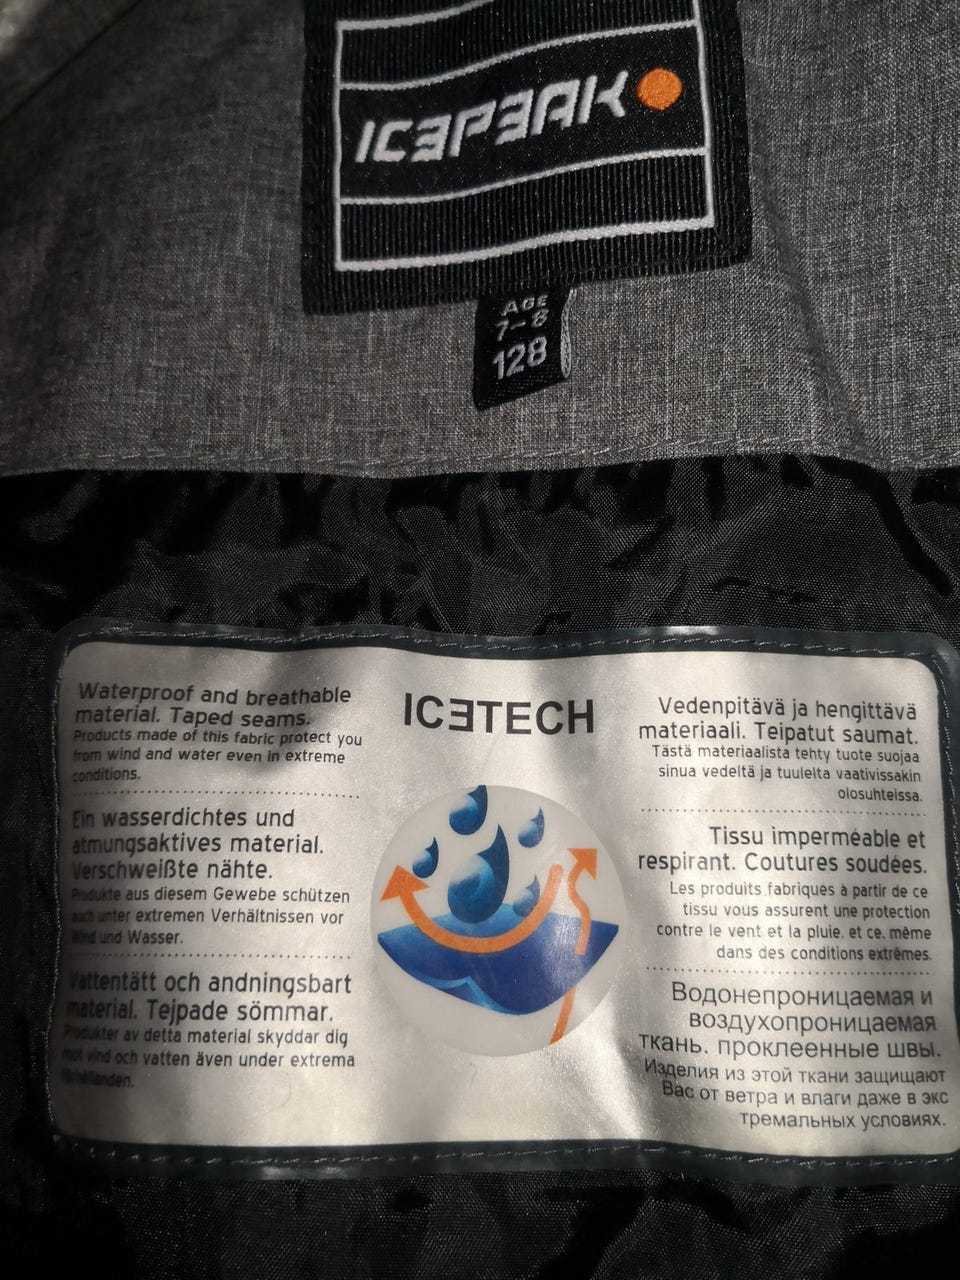 ICEPEAK
AGE
7-8
128
Waterproof and breathable
material. Taped seams.
Products made of this fabric protect you
from wind and water even in extreme
conditions.
Ein wasserdichtes und
atmungsaktives material.
Verschweißte nähte.
Produkte aus diesem Gewebe schützen
auch unter extremen Verhältnissen vor
Wind und Wasser.
Vattentätt och andningsbart
material. Tejpade sömmar.
Produkter av detta material skyddar dig
mot vind och vatten även under extrema
förhållanden.
ICETECH
Vedenpitävä ja hengittävä
materiaali. Teipatut saumat.
Tästä materiaalista tehty tuote suojaa
sinua vedeltä ja tuulelta vaativissakin
olosuhteissa.
Tissu imperméable et
respirant. Coutures soudées.
Les produits fabriqués à partir de ce
tissu vous assurent une protection
contre le vent et la pluie, et ce, même
dans des conditions extrêmes.
Водонепроницаемая и
воздухопроницаемая
ткань. проклеенные швы.
Изделия из этой ткани защищают
Вас от ветра и влаги даже в экс
тремальных условиях.